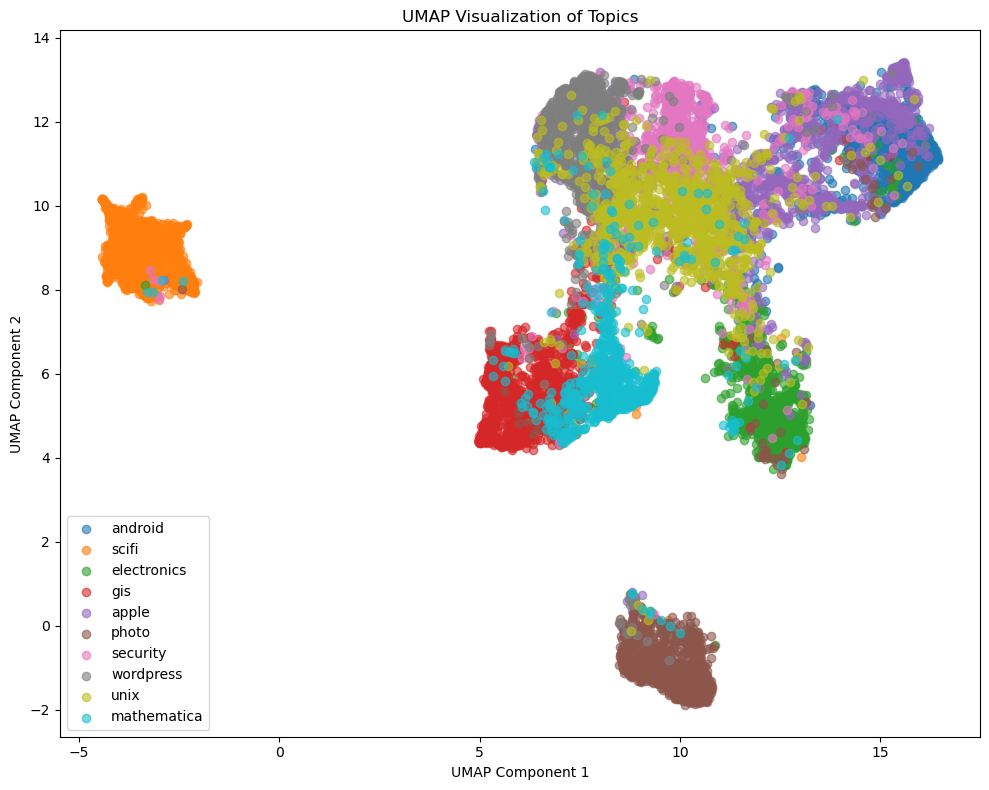 UMAP Visualization of Topics
14
12
10
8
6
4
2
0
−2
UMAP Component 2
android
scifi
electronics
gis
apple
photo
security
wordpress
unix
mathematica
−5
0
5
10
15
UMAP Component 1